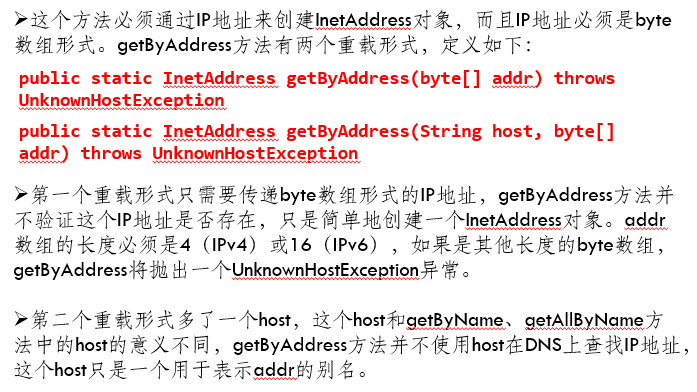 ➢这个方法必须通过IP地址来创建InetAddress对象，而且IP地址必须是byte
数组形式。getByAddress方法有两个重载形式，定义如下：
public static InetAddress getByAddress(byte[] addr) throws
UnknownHostException
public static InetAddress getByAddress(String host, byte[]
addr) throws UnknownHostException
➢第一个重载形式只需要传递byte数组形式的IP地址，getByAddress方法并
不验证这个IP地址是否存在，只是简单地创建一个InetAddress对象。addr
数组的长度必须是4（IPv4）或16（IPv6），如果是其他长度的byte数组，
getByAddress将抛出一个UnknownHostException异常。
➢第二个重载形式多了一个host，这个host和getByName、getAllByName方
法中的host的意义不同，getByAddress方法并不使用host在DNS上查找IP地址，
这个host只是一个用于表示addr的别名。